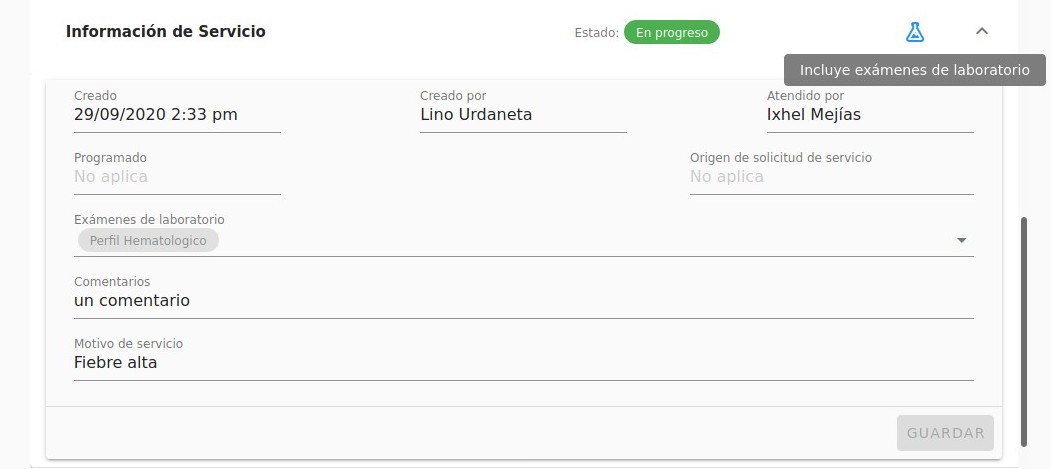 Información de Servicio
Estado: En progreso
Incluye exámenes de laboratorio
Creado
29/09/2020 2:33 pm
Creado por
Lino Urdaneta
Atendido por
Ixhel Mejías
Programado
No aplica
Origen de solicitud de servicio
No aplica
Exámenes de laboratorio
Perfil Hematologico
Comentarios
un comentario
Motivo de servicio
Fiebre alta
GUARDAR